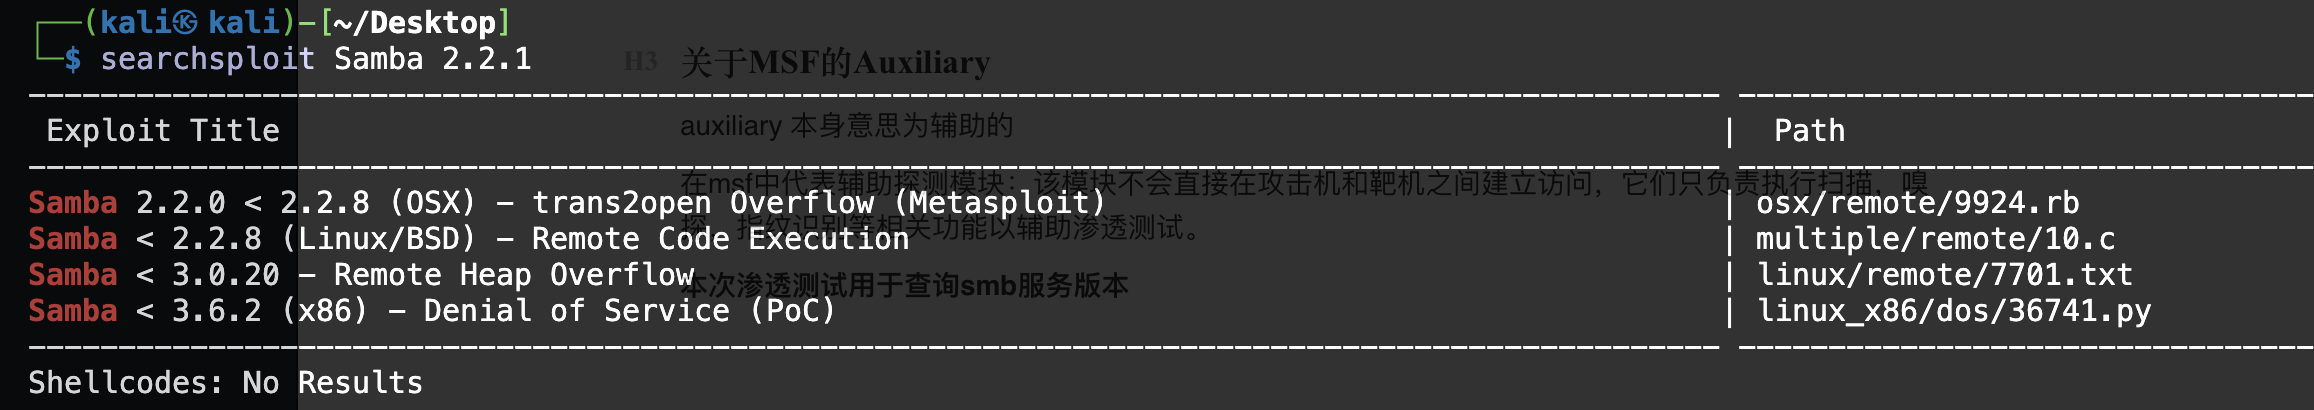 (kali㉿kali)-[~/Desktop]
$ searchsploit Samba 2.2.1
H3 关于MSF的Auxiliary
Exploit Title | Path
auxiliary 本身意思为辅助的
在msf中代表辅助探测模块：该模块不会直接在攻击机和靶机之间建立访问，它们只负责执行扫描，嗅
Samba 2.2.0 < 2.2.8 (OSX) - trans2open Overflow (Metasploit) | osx/remote/9924.rb
探，指纹识别等相关功能以辅助渗透测试。
Samba < 2.2.8 (Linux/BSD) - Remote Code Execution | multiple/remote/10.c
Samba < 3.0.20 - Remote Heap Overflow | linux/remote/7701.txt
本次渗透测试用于查询smb服务版本
Samba < 3.6.2 (x86) - Denial of Service (PoC) | linux_x86/dos/36741.py
Shellcodes: No Results